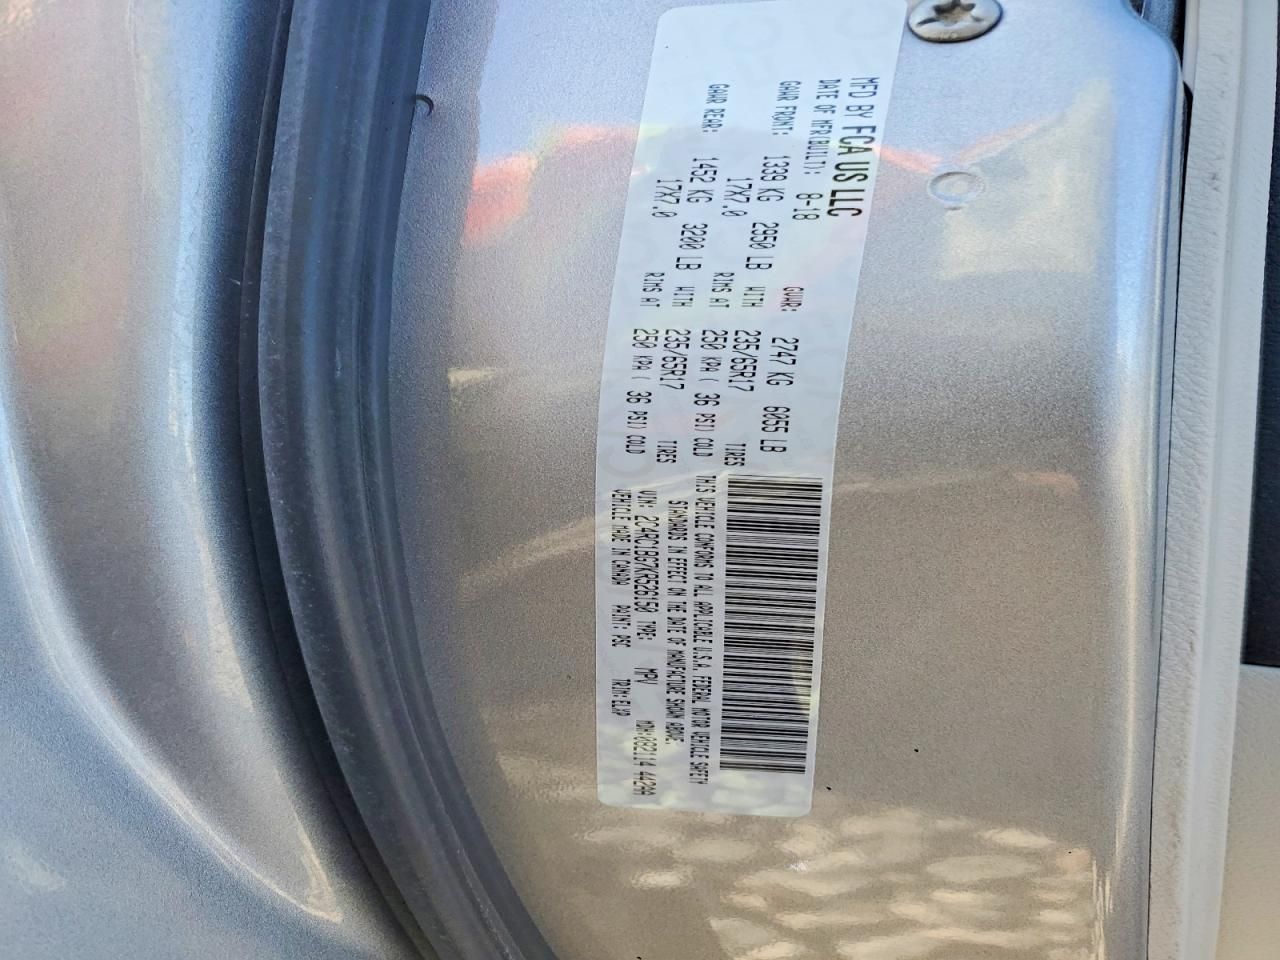 MFD BY FCA US LLC
DATE OF MFR(BUILT): 8-18 GVWR: 2747 KG 6055 LB
GAWR FRONT: 1339 KG 2950 LB WITH 235/65R17 TIRES
17X7.0 RIMS AT 250 KPA ( 36 PSI) COLD
GAWR REAR: 1452 KG 3200 LB WITH 235/65R17 TIRES
17X7.0 RIMS AT 250 KPA ( 36 PSI) COLD
THIS VEHICLE CONFORMS TO ALL APPLICABLE U.S.A. FEDERAL MOTOR VEHICLE SAFETY
STANDARDS IN EFFECT ON THE DATE OF MANUFACTURE SHOWN ABOVE.
VIN: 2C4RC1BG7KR526150 TYPE: MPV MDH:082114 442AA
VEHICLE MADE IN CANADA PAINT: PSC TRIM: